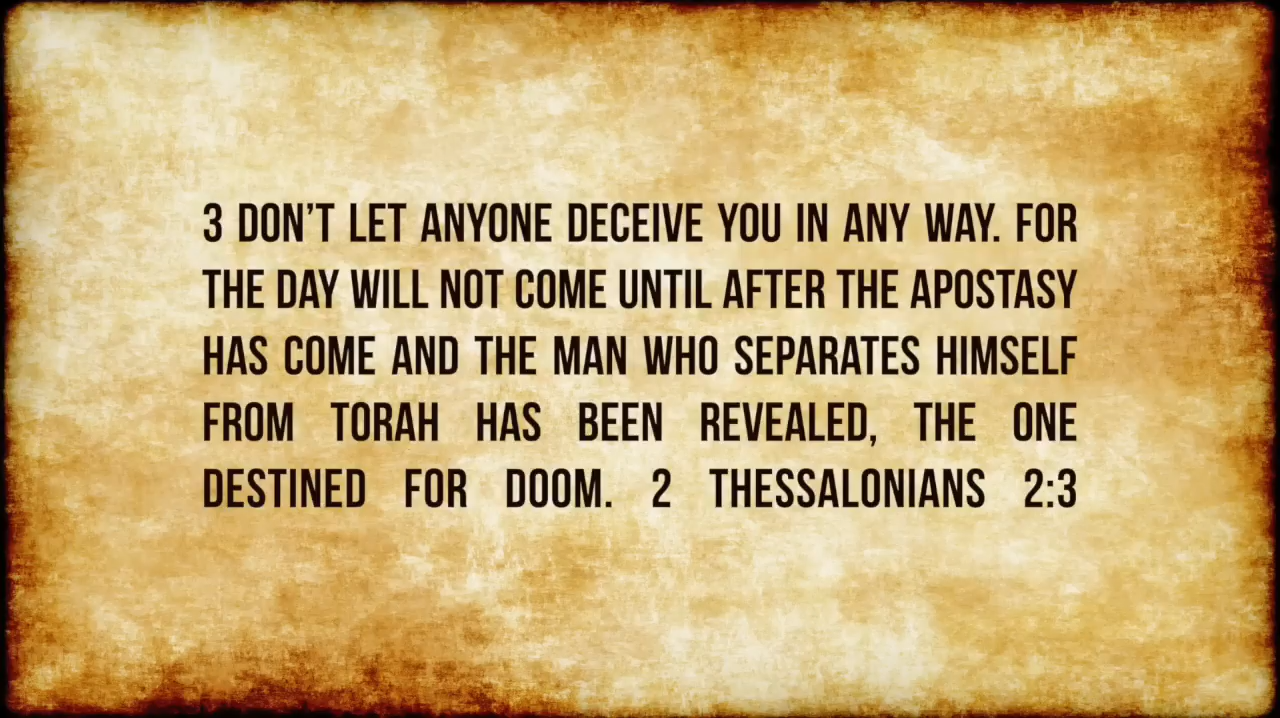 3 DON'T LET ANYONE DECEIVE YOU IN ANY WAY. FOR
THE DAY WILL NOT COME UNTIL AFTER THE APOSTASY
HAS COME AND THE MAN WHO SEPARATES HIMSELF
FROM TORAH HAS BEEN REVEALED, THE ONE
DESTINED FOR DOOM. 2 THESSALONIANS 2:3